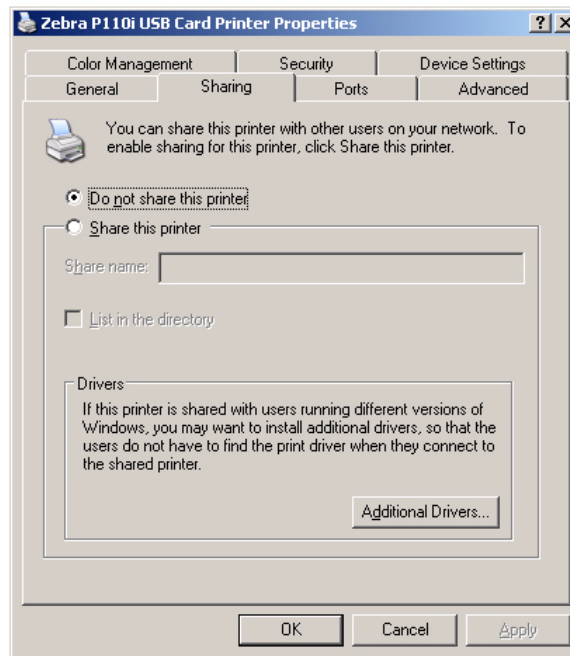 Zebra P110i USB Card Printer Properties
Color Management
Security
Device Settings
General
Sharing
Ports
Advanced
You can share this printer with other users on your network. To
enable sharing for this printer, click Share this printer.
Do not share this printer
Share this printer
Share name:
List in the directory
Drivers
If this printer is shared with users running different versions of
Windows, you may want to install additional drivers, so that the
users do not have to find the print driver when they connect to
the shared printer.
Additional Drivers...
OK
Cancel
Apply